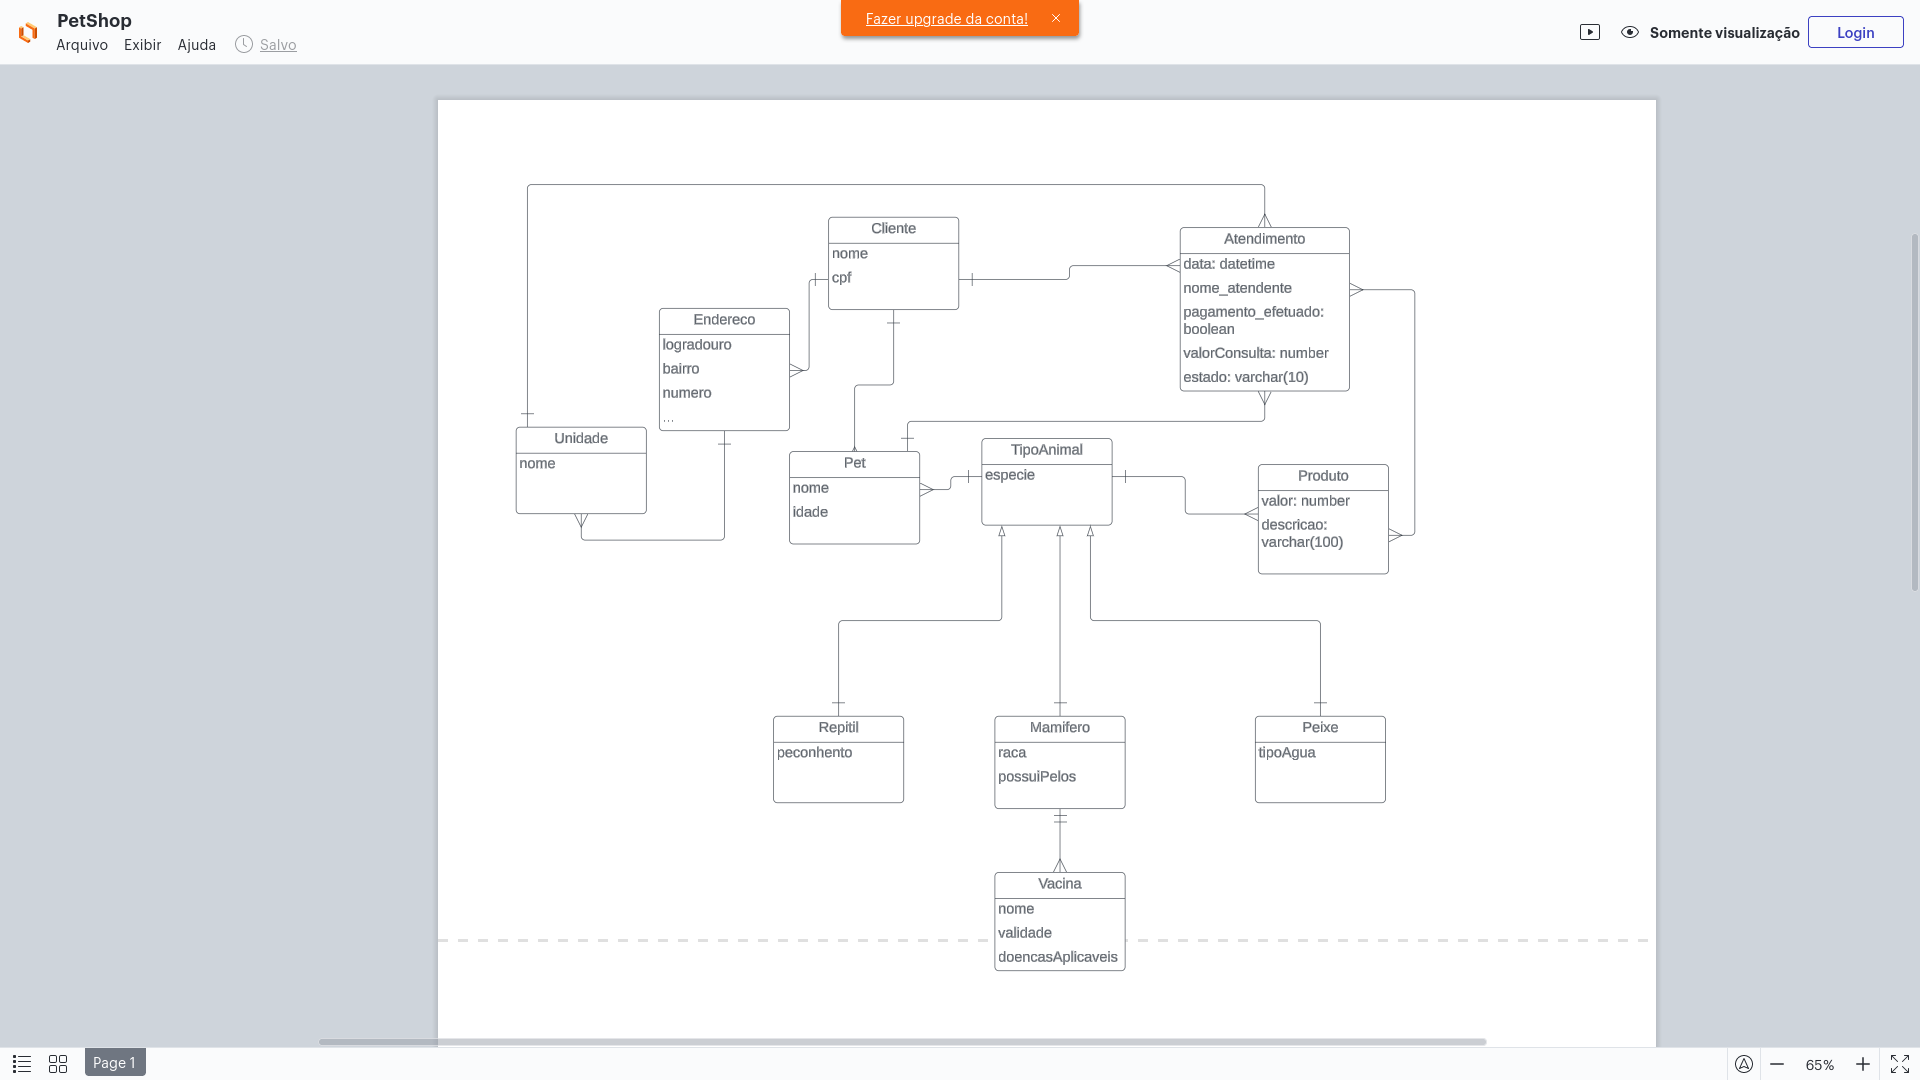 PetShop
Arquivo Exibir Ajuda Salvo
Fazer upgrade da conta!
Somente visualização
Login
Cliente
nome
cpf
Atendimento
data: datetime
nome_atendente
pagamento_efetuado:
boolean
valorConsulta: number
estado: varchar(10)
Endereco
logradouro
bairro
numero
...
Unidade
nome
Pet
nome
idade
TipoAnimal
especie
Produto
valor: number
descricao:
varchar(100)
Repitil
peconhento
Mamifero
raca
possuiPelos
Peixe
tipoAgua
Vacina
nome
validade
doencasAplicaveis
Page 1
65%